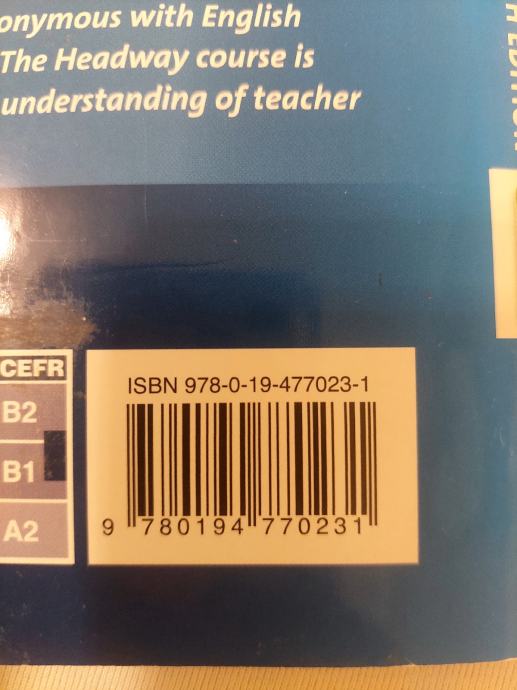 onymous with English
The Headway course is
understanding of teacher
EDITION
CEFR
B2
B1
A2
ISBN 978-0-19-477023-1
9 780194 770231